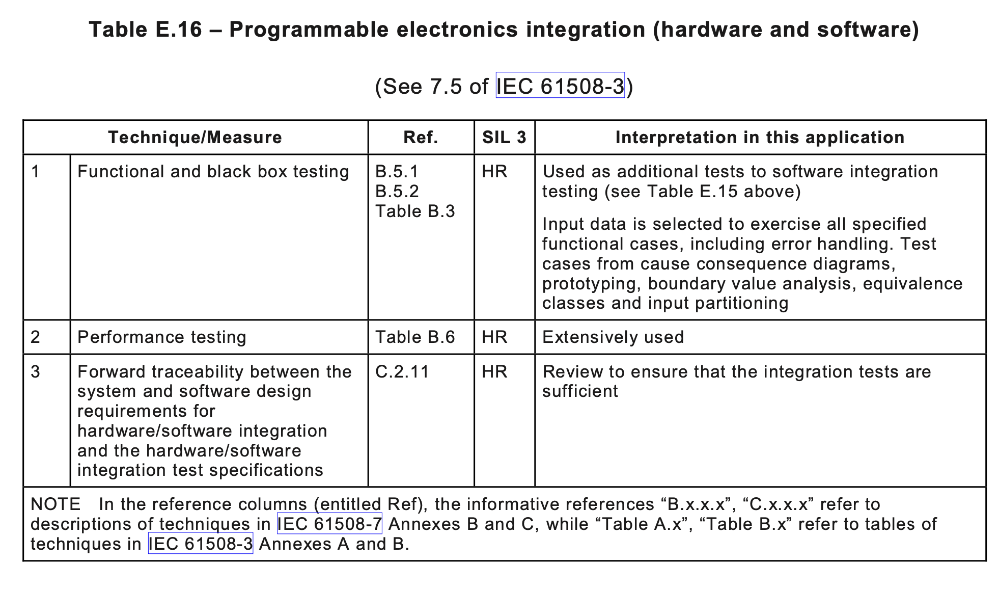 Table E.16 – Programmable electronics integration (hardware and software)
(See 7.5 of IEC 61508-3)
Technique/Measure Ref. SIL 3 Interpretation in this application
1 Functional and black box testing B.5.1 HR Used as additional tests to software integration
B.5.2 testing (see Table E.15 above)
Table B.3
Input data is selected to exercise all specified
functional cases, including error handling. Test
cases from cause consequence diagrams,
prototyping, boundary value analysis, equivalence
classes and input partitioning
2 Performance testing Table B.6 HR Extensively used
3 Forward traceability between the C.2.11 HR Review to ensure that the integration tests are
system and software design sufficient
requirements for
hardware/software integration
and the hardware/software
integration test specifications
NOTE In the reference columns (entitled Ref), the informative references “B.x.x.x”, “C.x.x.x” refer to
descriptions of techniques in IEC 61508-7 Annexes B and C, while “Table A.x”, “Table B.x” refer to tables of
techniques in IEC 61508-3 Annexes A and B.